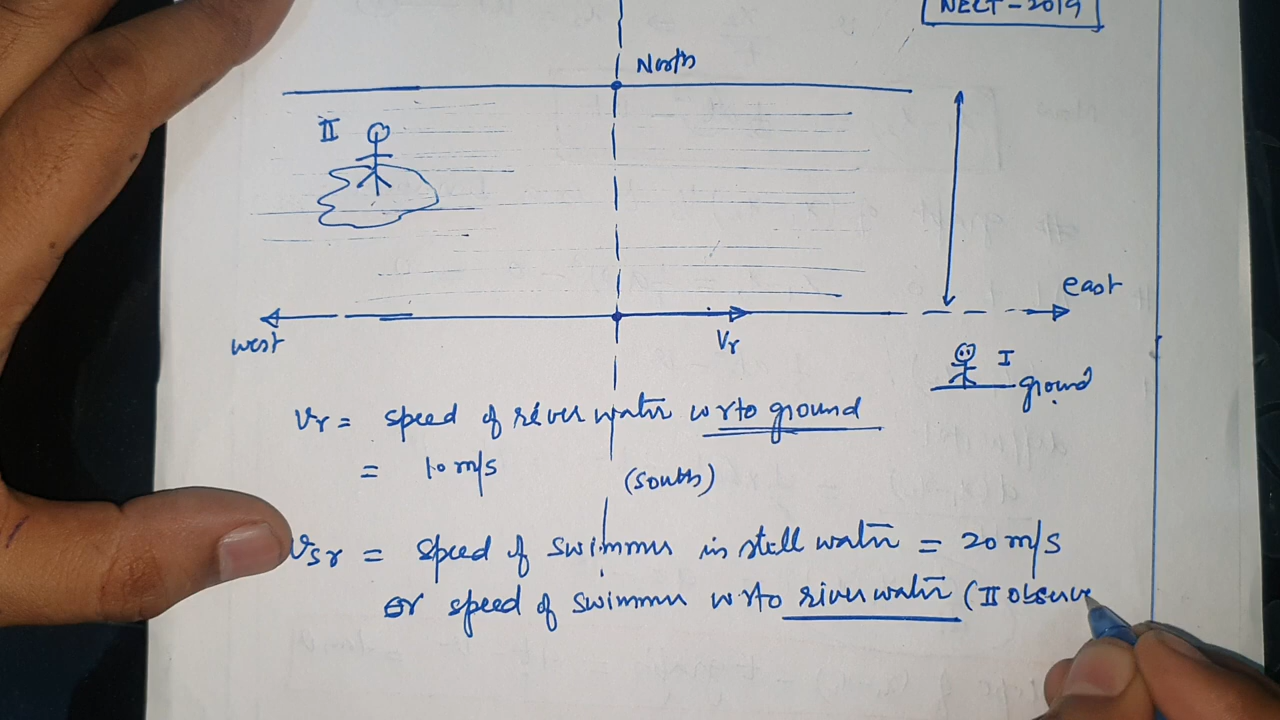 NEET-2019
North
II
east
west
Vr
I
ground
Vr = speed of river water w r to ground
= 10 m/s
(South)
Vsr = speed of swimmer in still water = 20 m/s
or speed of swimmer w r to river water (II observe